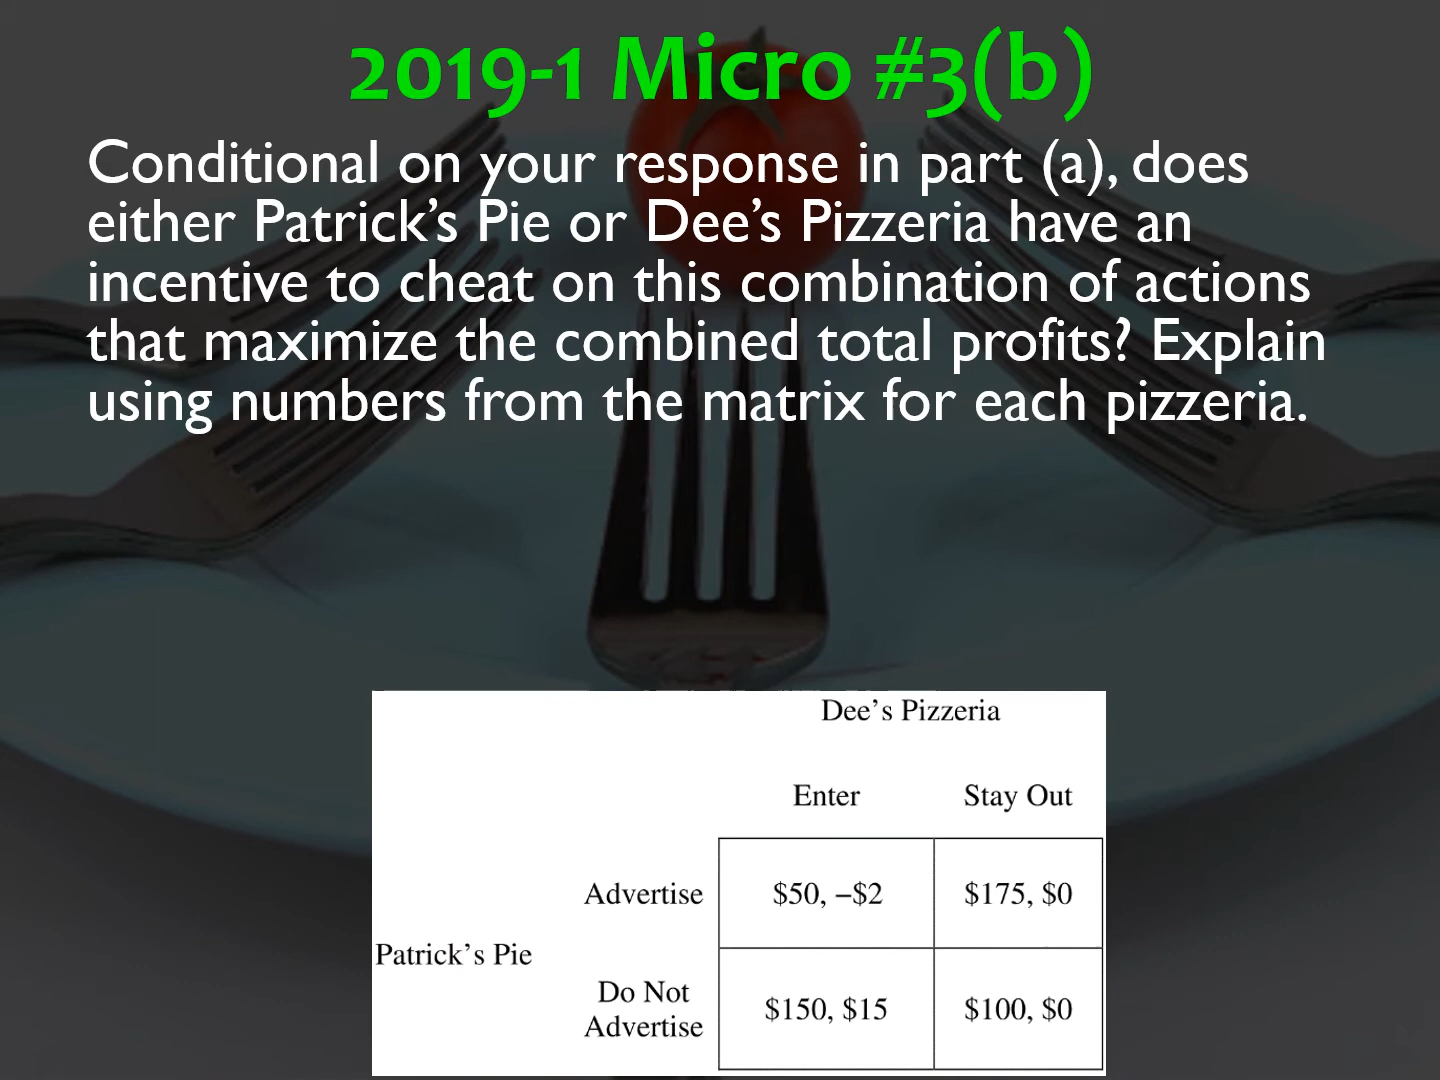 2019-1 Micro #3(b)
Conditional on your response in part (a), does
either Patrick’s Pie or Dee’s Pizzeria have an
incentive to cheat on this combination of actions
that maximize the combined total profits? Explain
using numbers from the matrix for each pizzeria.
Dee’s Pizzeria
Enter Stay Out
Advertise $50, –$2 $175, $0
Patrick’s Pie
Do Not
Advertise $150, $15 $100, $0